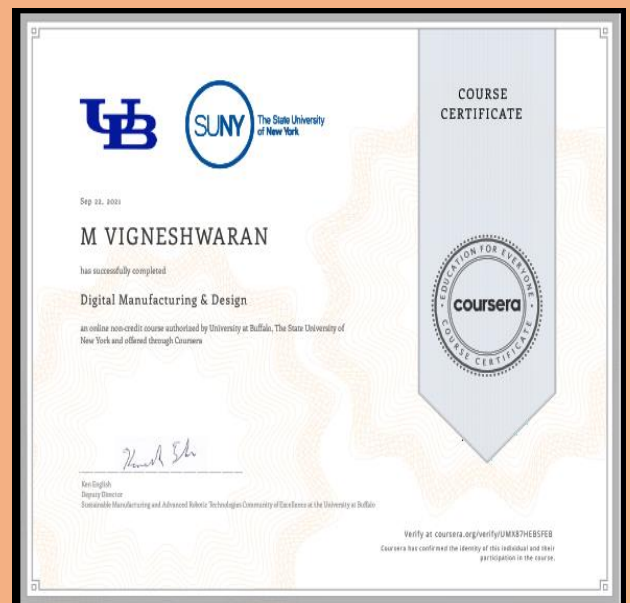 UB
SUNY
The State University
of New York
COURSE
CERTIFICATE
Sep 22, 2021
M VIGNESHWARAN
has successfully completed
Digital Manufacturing & Design
an online non-credit course authorized by University at Buffalo, The State University of
New York and offered through Coursera
EDUCATION FOR EVERYONE
coursera
COURSE CERTIFICATE
Ken English
Deputy Director
Sustainable Manufacturing and Advanced Robotic Technologies Community of Excellence at the University at Buffalo
Verify at coursera.org/verify/UMX87HEB5FEB
Coursera has confirmed the identity of this individual and their
participation in the course.